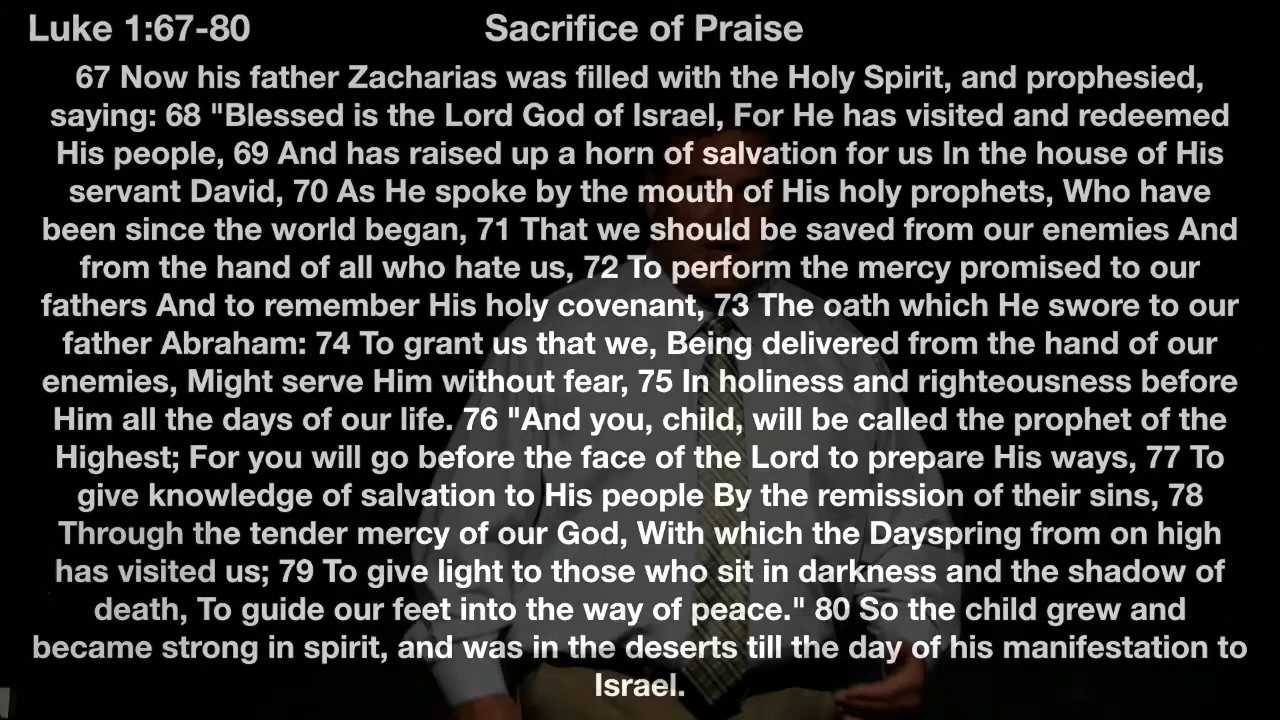 Luke 1:67-80
Sacrifice of Praise
67 Now his father Zacharias was filled with the Holy Spirit, and prophesied,
saying: 68 "Blessed is the Lord God of Israel, For He has visited and redeemed
His people, 69 And has raised up a horn of salvation for us In the house of His
servant David, 70 As He spoke by the mouth of His holy prophets, Who have
been since the world began, 71 That we should be saved from our enemies And
from the hand of all who hate us, 72 To perform the mercy promised to our
fathers And to remember His holy covenant, 73 The oath which He swore to our
father Abraham: 74 To grant us that we, Being delivered from the hand of our
enemies, Might serve Him without fear, 75 In holiness and righteousness before
Him all the days of our life. 76 "And you, child, will be called the prophet of the
Highest; For you will go before the face of the Lord to prepare His ways, 77 To
give knowledge of salvation to His people By the remission of their sins, 78
Through the tender mercy of our God, With which the Dayspring from on high
has visited us; 79 To give light to those who sit in darkness and the shadow of
death, To guide our feet into the way of peace." 80 So the child grew and
became strong in spirit, and was in the deserts till the day of his manifestation to
Israel.